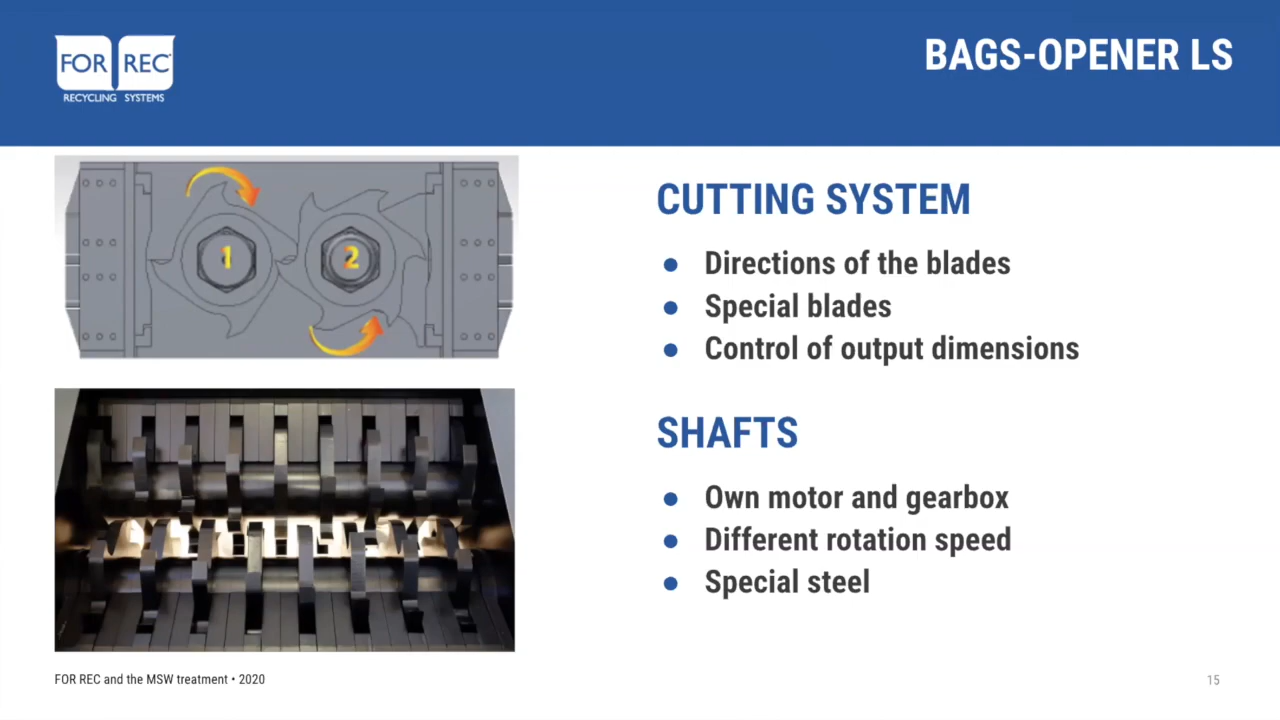 FOR REC
RECYCLING SYSTEMS
BAGS-OPENER LS
1
2
CUTTING SYSTEM
● Directions of the blades
● Special blades
● Control of output dimensions
SHAFTS
● Own motor and gearbox
● Different rotation speed
● Special steel
FOR REC and the MSW treatment • 2020
15